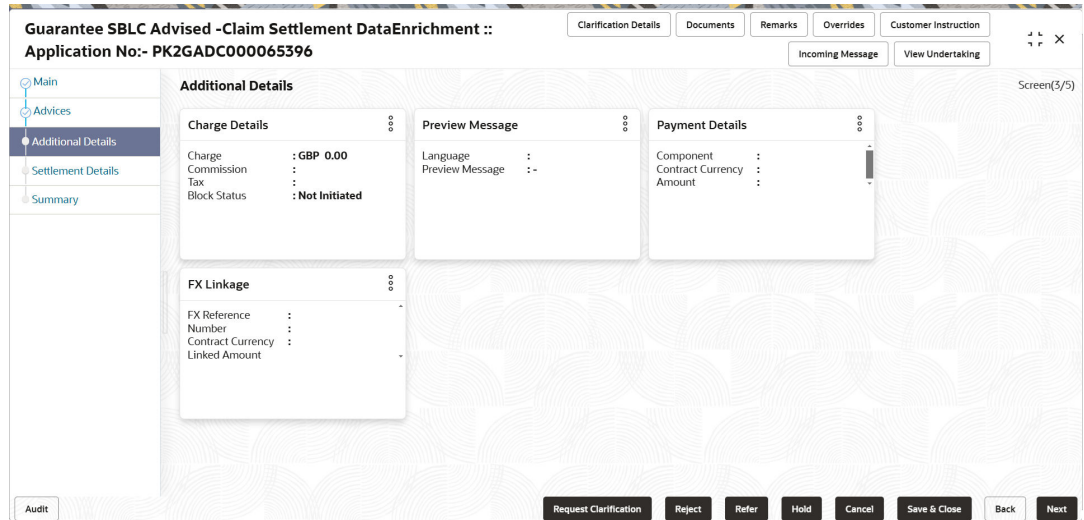 Guarantee SBLC Advised -Claim Settlement DataEnrichment ::
Application No:- PK2GADC000065396
Clarification Details
Documents
Remarks
Overrides
Customer Instruction
Incoming Message
View Undertaking
Main
Advices
Additional Details
Settlement Details
Summary
Additional Details
Screen(3/5)
Charge Details
Charge : GBP 0.00
Commission :
Tax :
Block Status : Not Initiated
Preview Message
Language :
Preview Message : -
Payment Details
Component :
Contract Currency :
Amount :
FX Linkage
FX Reference :
Number :
Contract Currency :
Linked Amount
Audit
Request Clarification
Reject
Refer
Hold
Cancel
Save & Close
Back
Next